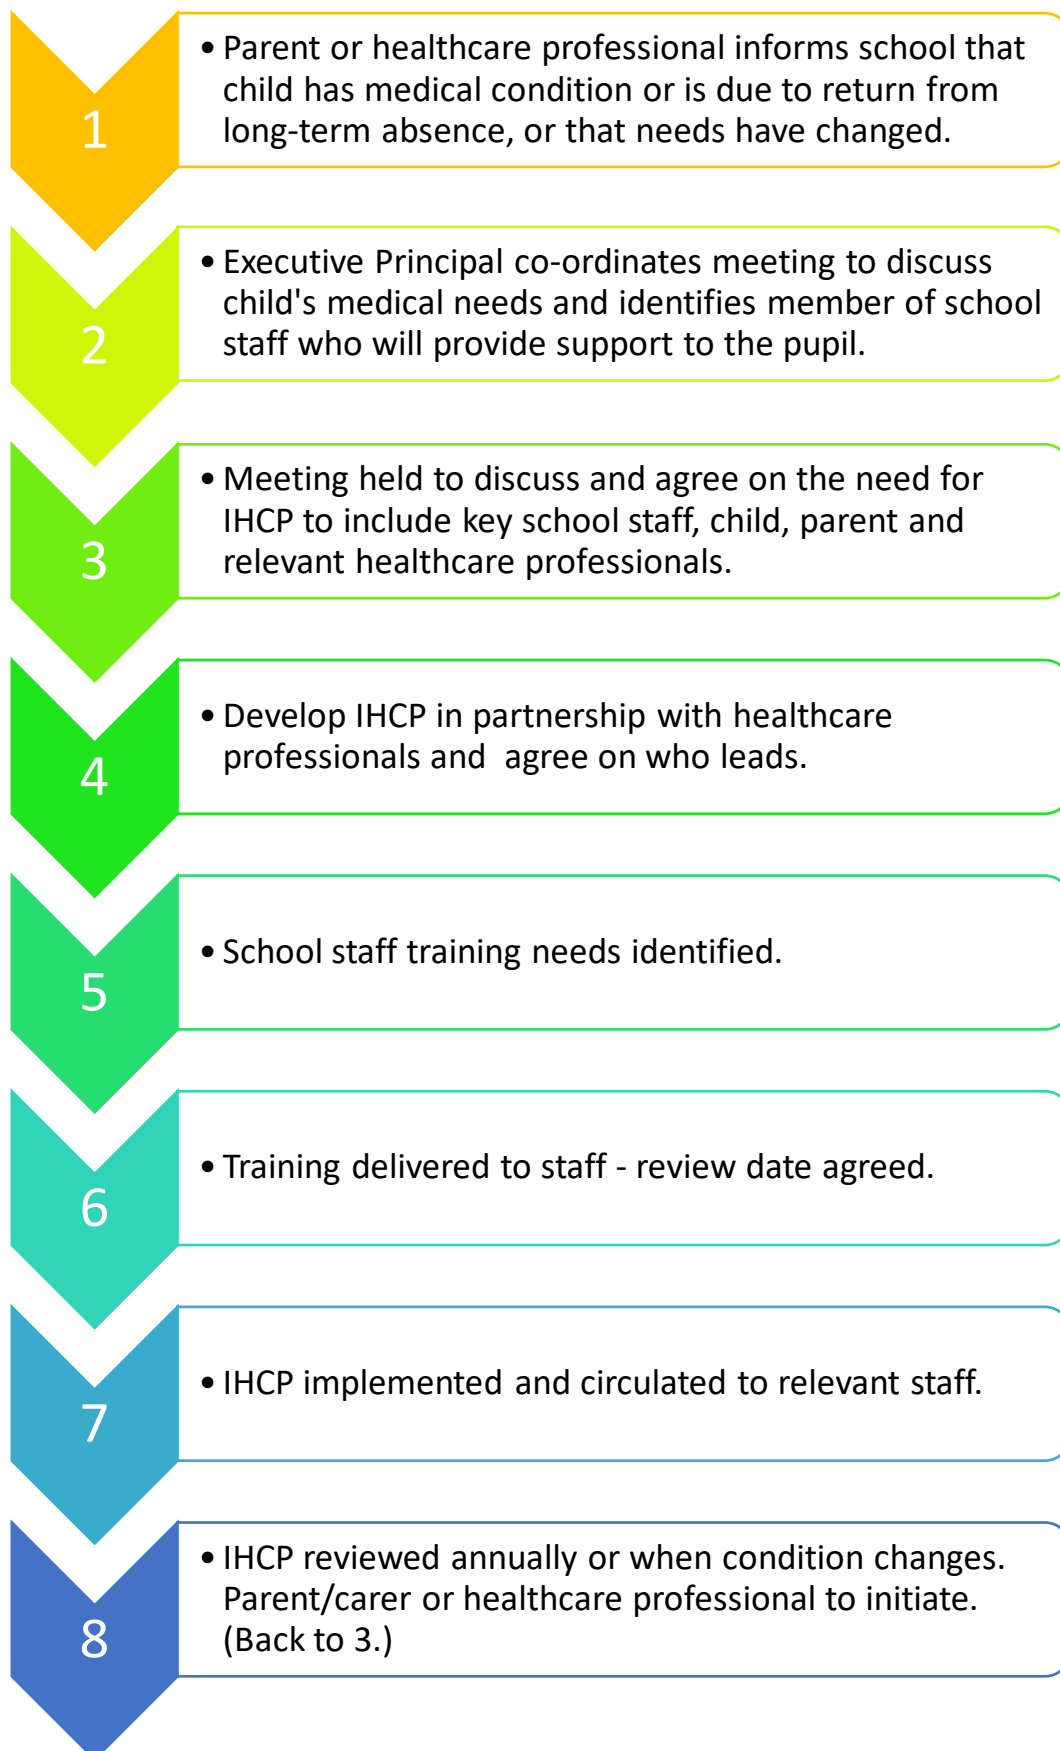 1
• Parent or healthcare professional informs school that
child has medical condition or is due to return from
long-term absence, or that needs have changed.
2
• Executive Principal co-ordinates meeting to discuss
child's medical needs and identifies member of school
staff who will provide support to the pupil.
3
• Meeting held to discuss and agree on the need for
IHCP to include key school staff, child, parent and
relevant healthcare professionals.
4
• Develop IHCP in partnership with healthcare
professionals and  agree on who leads.
5
• School staff training needs identified.
6
• Training delivered to staff - review date agreed.
7
• IHCP implemented and circulated to relevant staff.
8
• IHCP reviewed annually or when condition changes.
Parent/carer or healthcare professional to initiate.
(Back to 3.)